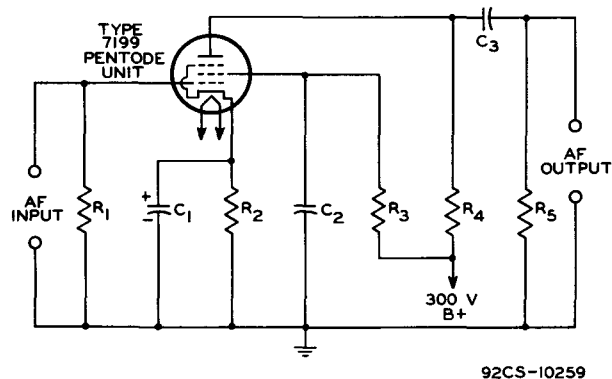 TYPE
7199
PENTODE
UNIT
C3
AF
INPUT
R1
+
−
C1
R2
C2
R3
R4
R5
AF
OUTPUT
300 V
B+
92CS-10259